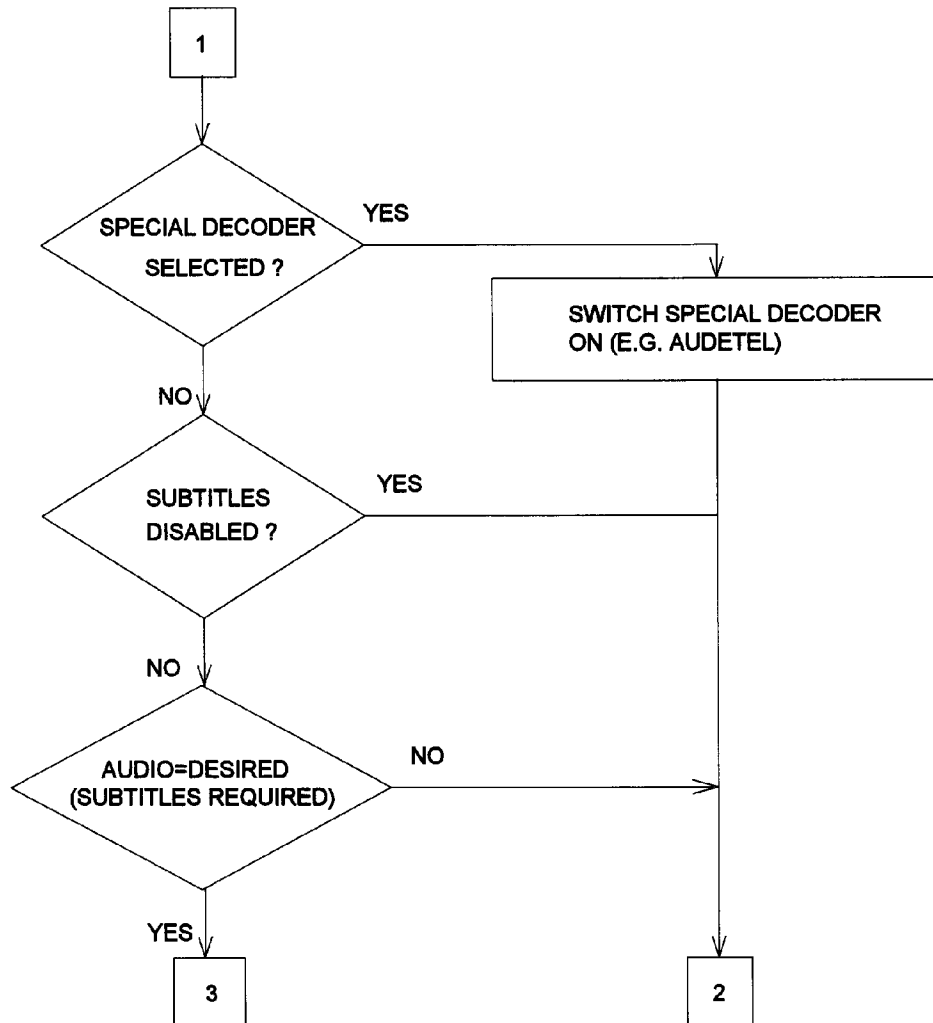 1
SPECIAL DECODER
SELECTED ?
YES
SWITCH SPECIAL DECODER
ON (E.G. AUDETEL)
NO
SUBTITLES
DISABLED ?
YES
NO
AUDIO=DESIRED
(SUBTITLES REQUIRED)
NO
YES
3
2